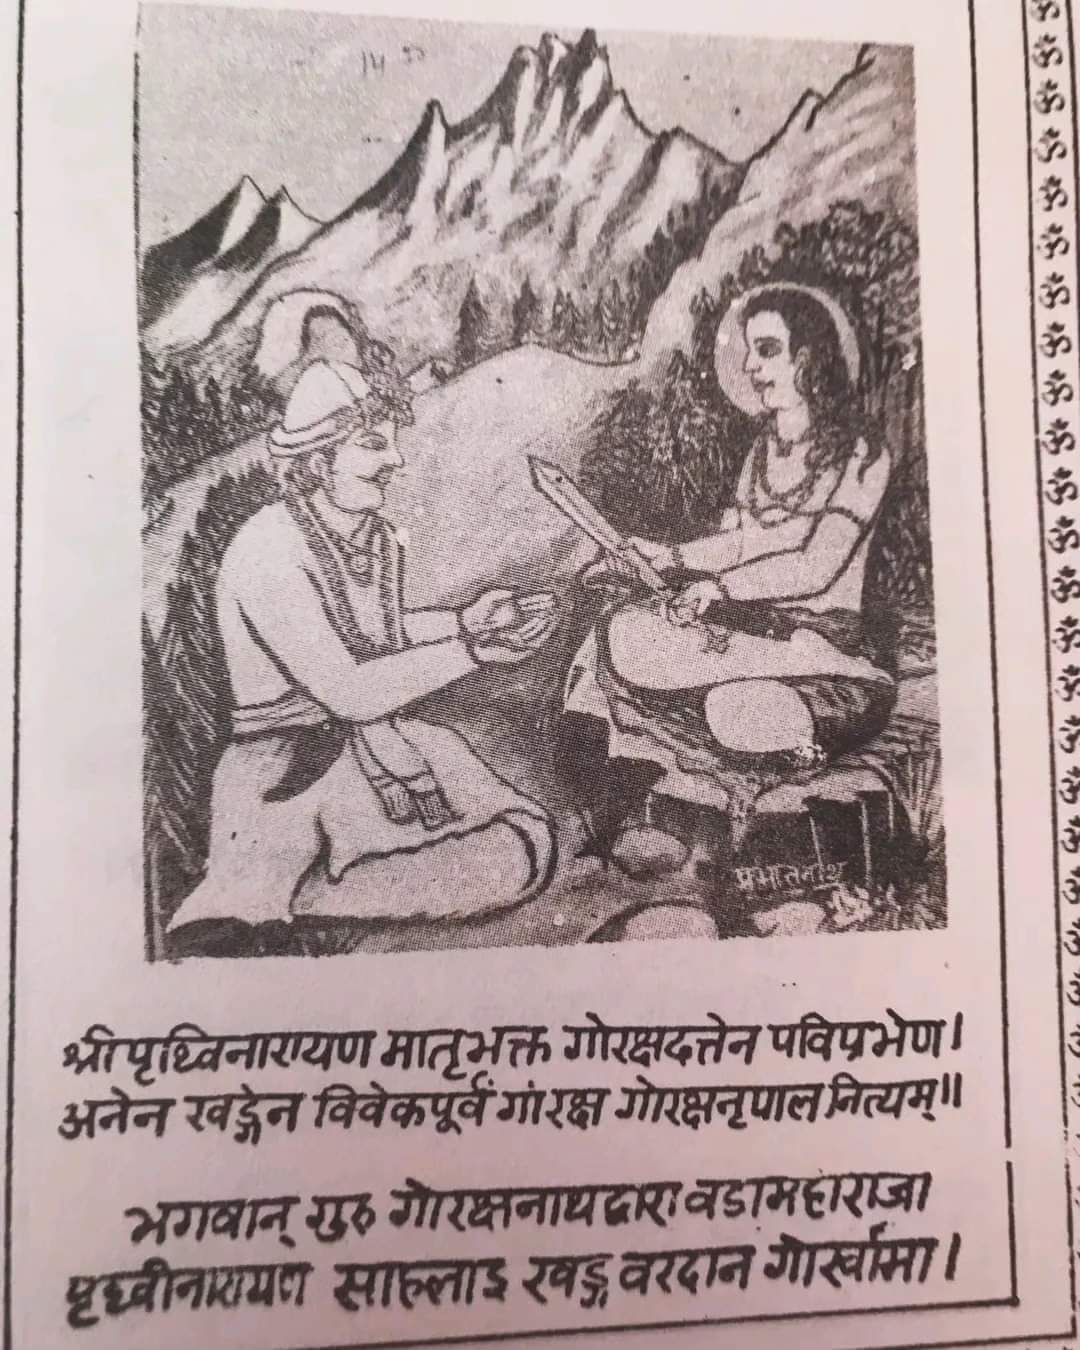 प्रभातनाथ
श्री पृथ्विनारायण मातृभक्त गोरक्षदत्तेन पविप्रभेण।
अनेन खड्गेन विवेकपूर्वं गांरक्ष गोरक्षनृपाल नित्यम्॥
भगवान् गुरु गोरक्षनाथद्वारा वडामहाराजा
पृथ्वीनारायण साहलाइ खड्ग वरदान गोर्खामा।